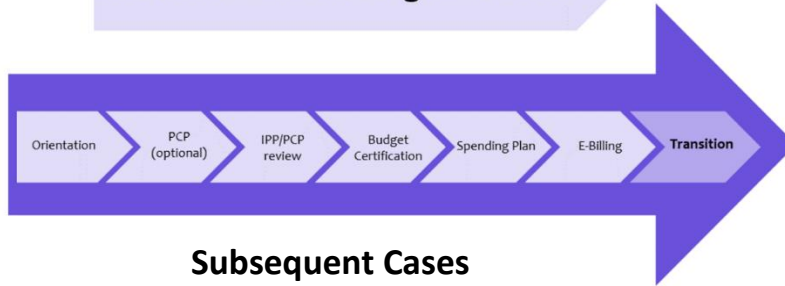 Orientation
PCP
(optional)
IPP/PCP
review
Budget
Certification
Spending Plan
E-Billing
Transition
Subsequent Cases